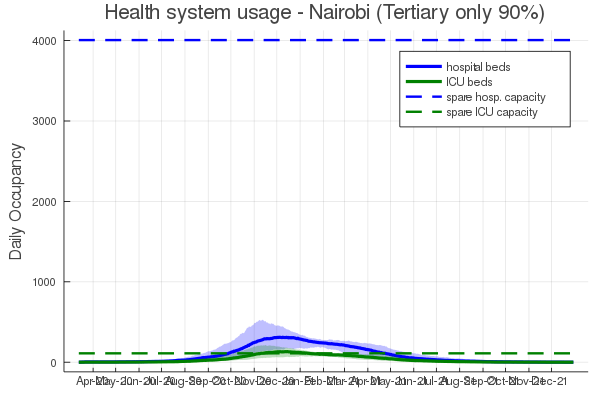 Health system usage - Nairobi (Tertiary only 90%)
hospital beds
ICU beds
spare hosp. capacity
spare ICU capacity
Daily Occupancy
4000
3000
2000
1000
0
Apr-20 May-20 Jun-20 Jul-20 Aug-20 Sep-20 Oct-20 Nov-20 Dec-20 Jan-21 Feb-21 Mar-21 Apr-21 May-21 Jun-21 Jul-21 Aug-21 Sep-21 Oct-21 Nov-21 Dec-21